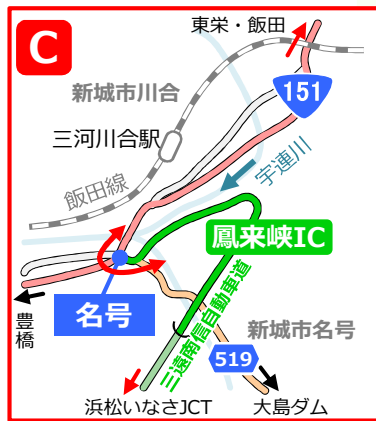 C
東栄・飯田
151
新城市川合
三河川合駅
飯田線
宇連川
鳳来峡IC
名号
豊橋
三遠南信自動車道
新城市名号
519
浜松いなさJCT
大島ダム